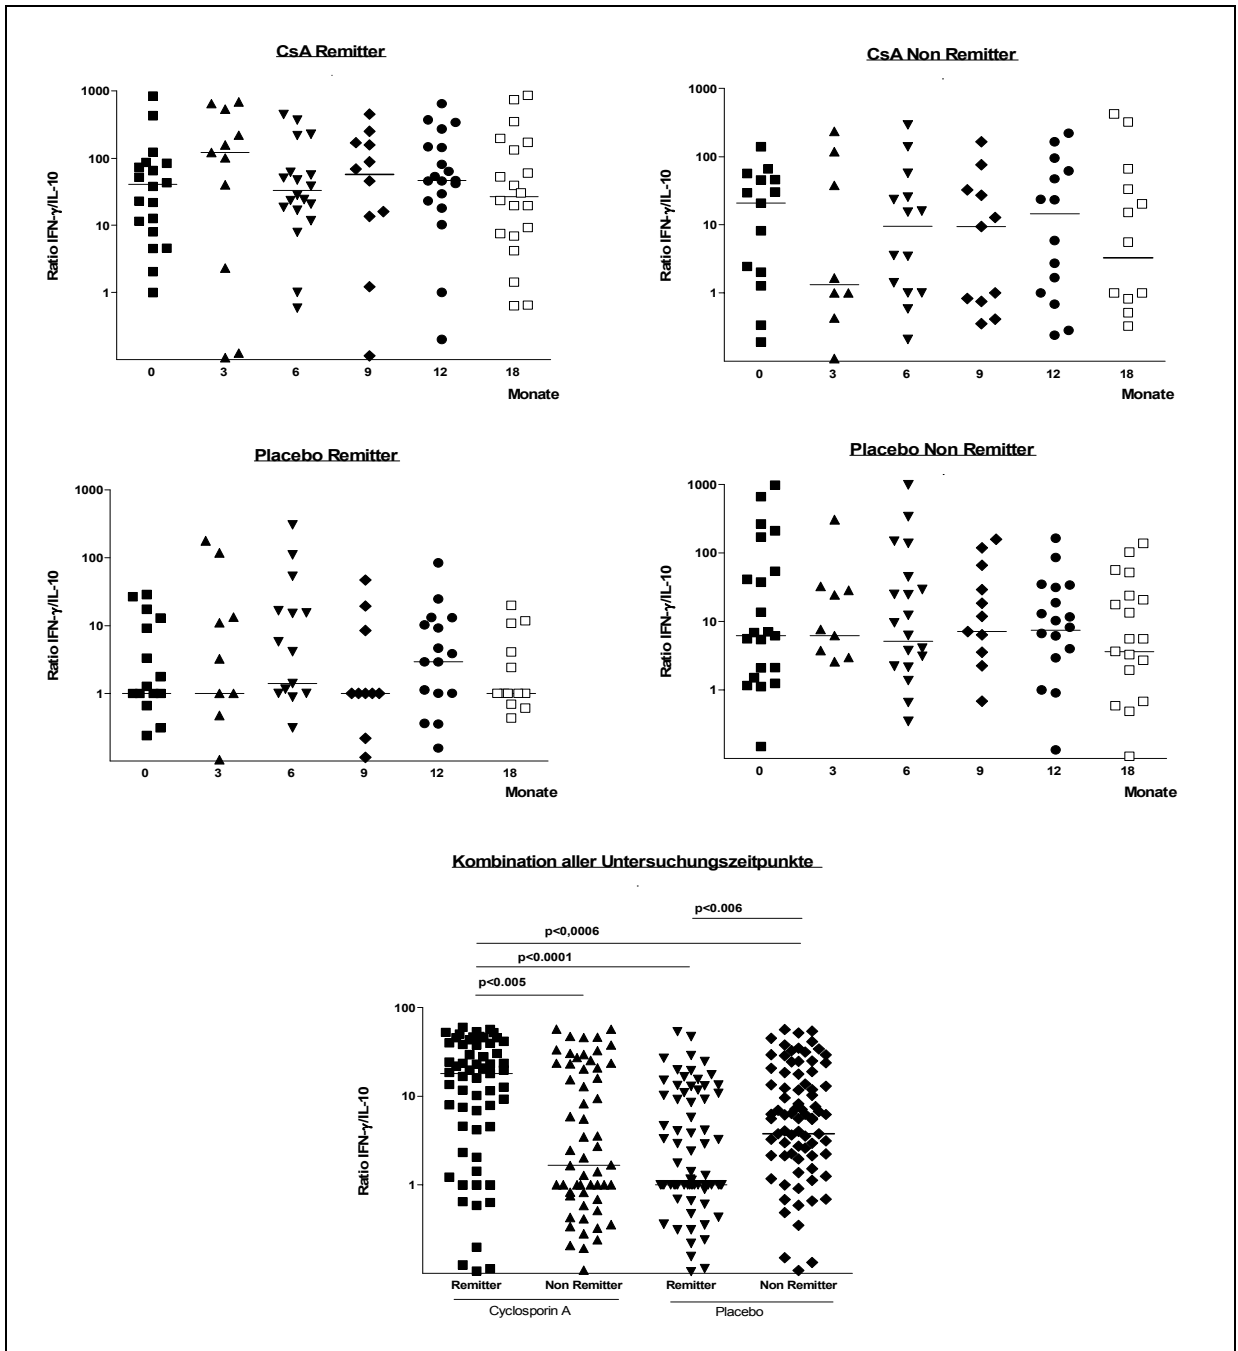 CsA Remitter
1000
100
10
1
Ratio IFN-γ/IL-10
0 3 6 9 12 18
Monate
CsA Non Remitter
1000
100
10
1
Ratio IFN-γ/IL-10
0 3 6 9 12 18
Monate
Placebo Remitter
1000
100
10
1
Ratio IFN-γ/IL-10
0 3 6 9 12 18
Monate
Placebo Non Remitter
1000
100
10
1
Ratio IFN-γ/IL-10
0 3 6 9 12 18
Monate
Kombination aller Untersuchungszeitpunkte
p<0.006
p<0,0006
p<0.0001
p<0.005
100
10
1
Ratio IFN-γ/IL-10
Remitter Non Remitter Remitter Non Remitter
Cyclosporin A Placebo